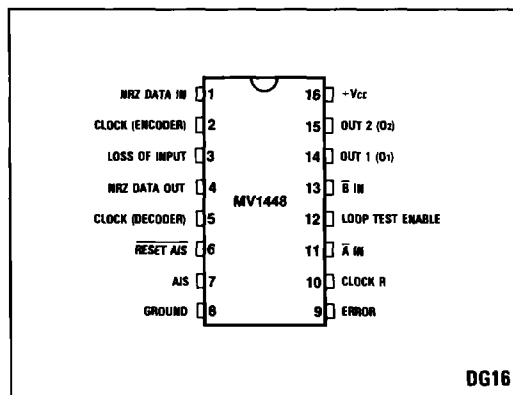 NRZ DATA IN 1
CLOCK (ENCODER) 2
LOSS OF INPUT 3
NRZ DATA OUT 4
CLOCK (DECODER) 5
RESET AIS 6
AIS 7
GROUND 8
MV1448
16 +Vcc
15 OUT 2 (O2)
14 OUT 1 (O1)
13 B IN
12 LOOP TEST ENABLE
11 A IN
10 CLOCK R
9 ERROR
DG16